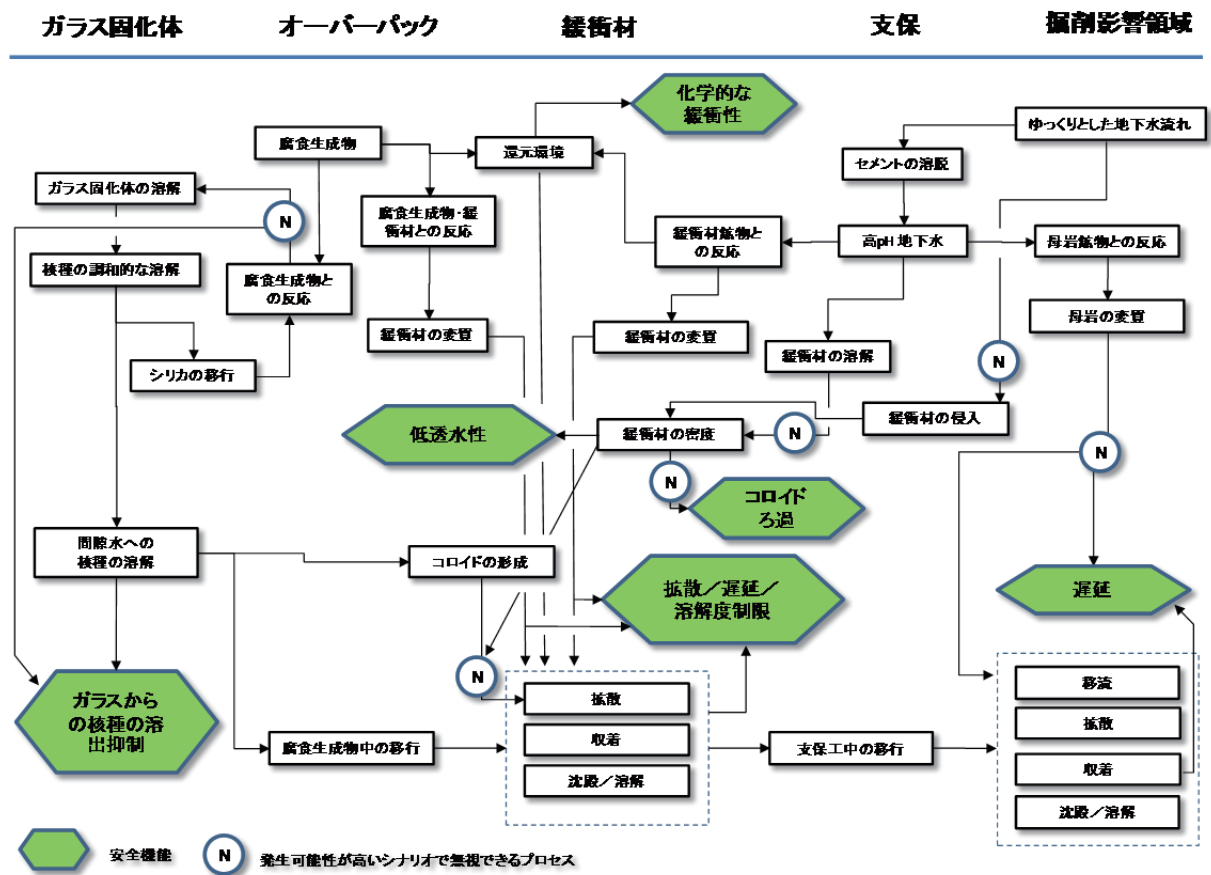 ガラス固化体
オーバーパック
緩衝材
支保
掘削影響領域
化学的な
緩衝性
ゆっくりとした地下水流れ
腐食生成物
還元環境
セメントの溶脱
ガラス固化体の溶解
N
腐食生成物・緩
衝材との反応
緩衝材鉱物と
の反応
高pH 地下水
母岩鉱物との反応
核種の調和的な溶解
腐食生成物と
の反応
母岩の変質
緩衝材の変質
緩衝材の変質
緩衝材の溶解
N
シリカの移行
緩衝材の侵入
低透水性
緩衝材の密度
N
N
N
コロイド
ろ過
間隙水への
核種の溶解
コロイドの形成
拡散／遅延／
溶解度制限
遅延
N
ガラスから
の核種の溶
出抑制
拡散
収着
沈殿／溶解
移流
拡散
収着
沈殿／溶解
腐食生成物中の移行
支保工中の移行
安全機能
N
発生可能性が高いシナリオで無視できるプロセス